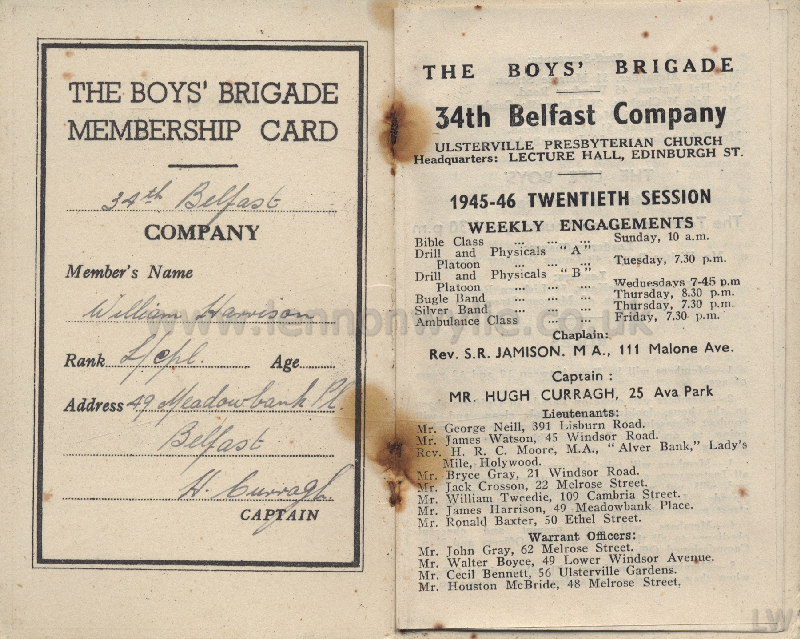 THE BOYS' BRIGADE
MEMBERSHIP CARD
34th Belfast
COMPANY
Member's Name
William Harrison
Rank L/cpl. Age
Address 49 Meadowbank Pl.
Belfast
H. Curragh
CAPTAIN
THE BOYS' BRIGADE
34th Belfast Company
ULSTERVILLE PRESBYTERIAN CHURCH
Headquarters: LECTURE HALL, EDINBURGH ST.
1945-46 TWENTIETH SESSION
WEEKLY ENGAGEMENTS
Bible Class ... ... ... Sunday, 10 a.m.
Drill and Physicals "A"
Platoon ... ... ... Tuesday, 7.30 p.m.
Drill and Physicals "B"
Platoon ... ... ... Wednesdays 7-45 p.m
Bugle Band ... ... ... Thursday, 8.30 p.m.
Silver Band ... ... ... Thursday, 7.30 p.m.
Ambulance Class ... ... Friday, 7.30 p.m.
Chaplain:
Rev. S.R. JAMISON. M.A., 111 Malone Ave.
Captain :
MR. HUGH CURRAGH, 25 Ava Park
Lieutenants:
Mr. George Neill, 391 Lisburn Road.
Mr. James Watson, 45 Windsor Road.
Rev. H. R. C. Moore, M.A., "Alver Bank," Lady's
Mile, Holywood.
Mr. Bryce Gray, 21 Windsor Road.
Mr. Jack Crosson, 22 Melrose Street.
Mr. William Tweedie, 109 Cambria Street.
Mr. James Harrison, 49 Meadowbank Place.
Mr. Ronald Baxter, 50 Ethel Street.
Warrant Officers:
Mr. John Gray, 62 Melrose Street.
Mr. Walter Boyce, 49 Lower Windsor Avenue.
Mr. Cecil Bennett, 56 Ulsterville Gardens.
Mr. Houston McBride, 48 Melrose Street.
www.lennonwylie.co.uk
LW